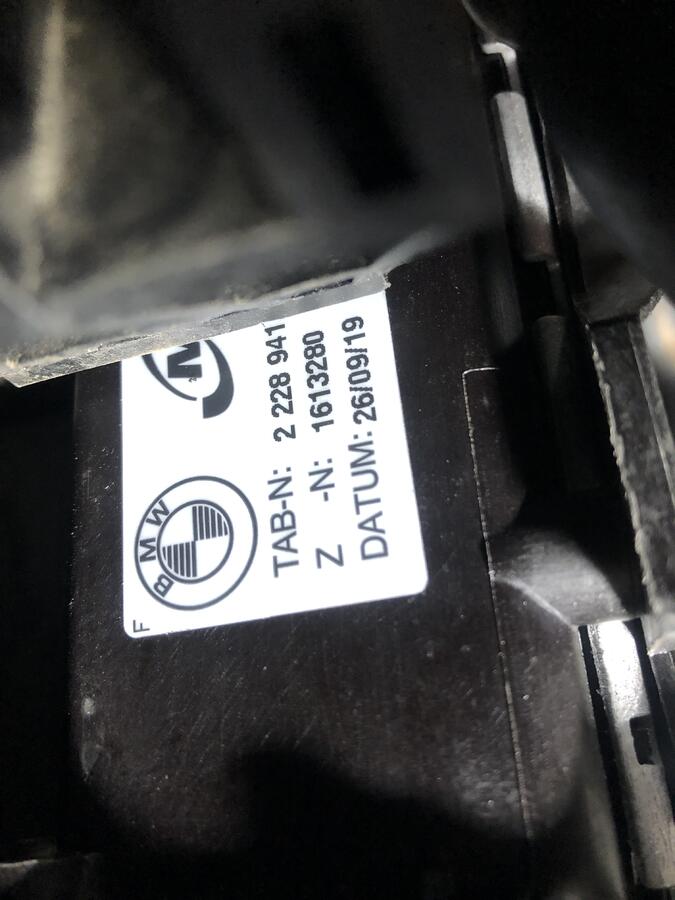 F
BMW
TAB-N: 2 228 941
Z -N: 1613280
DATUM: 26/09/19